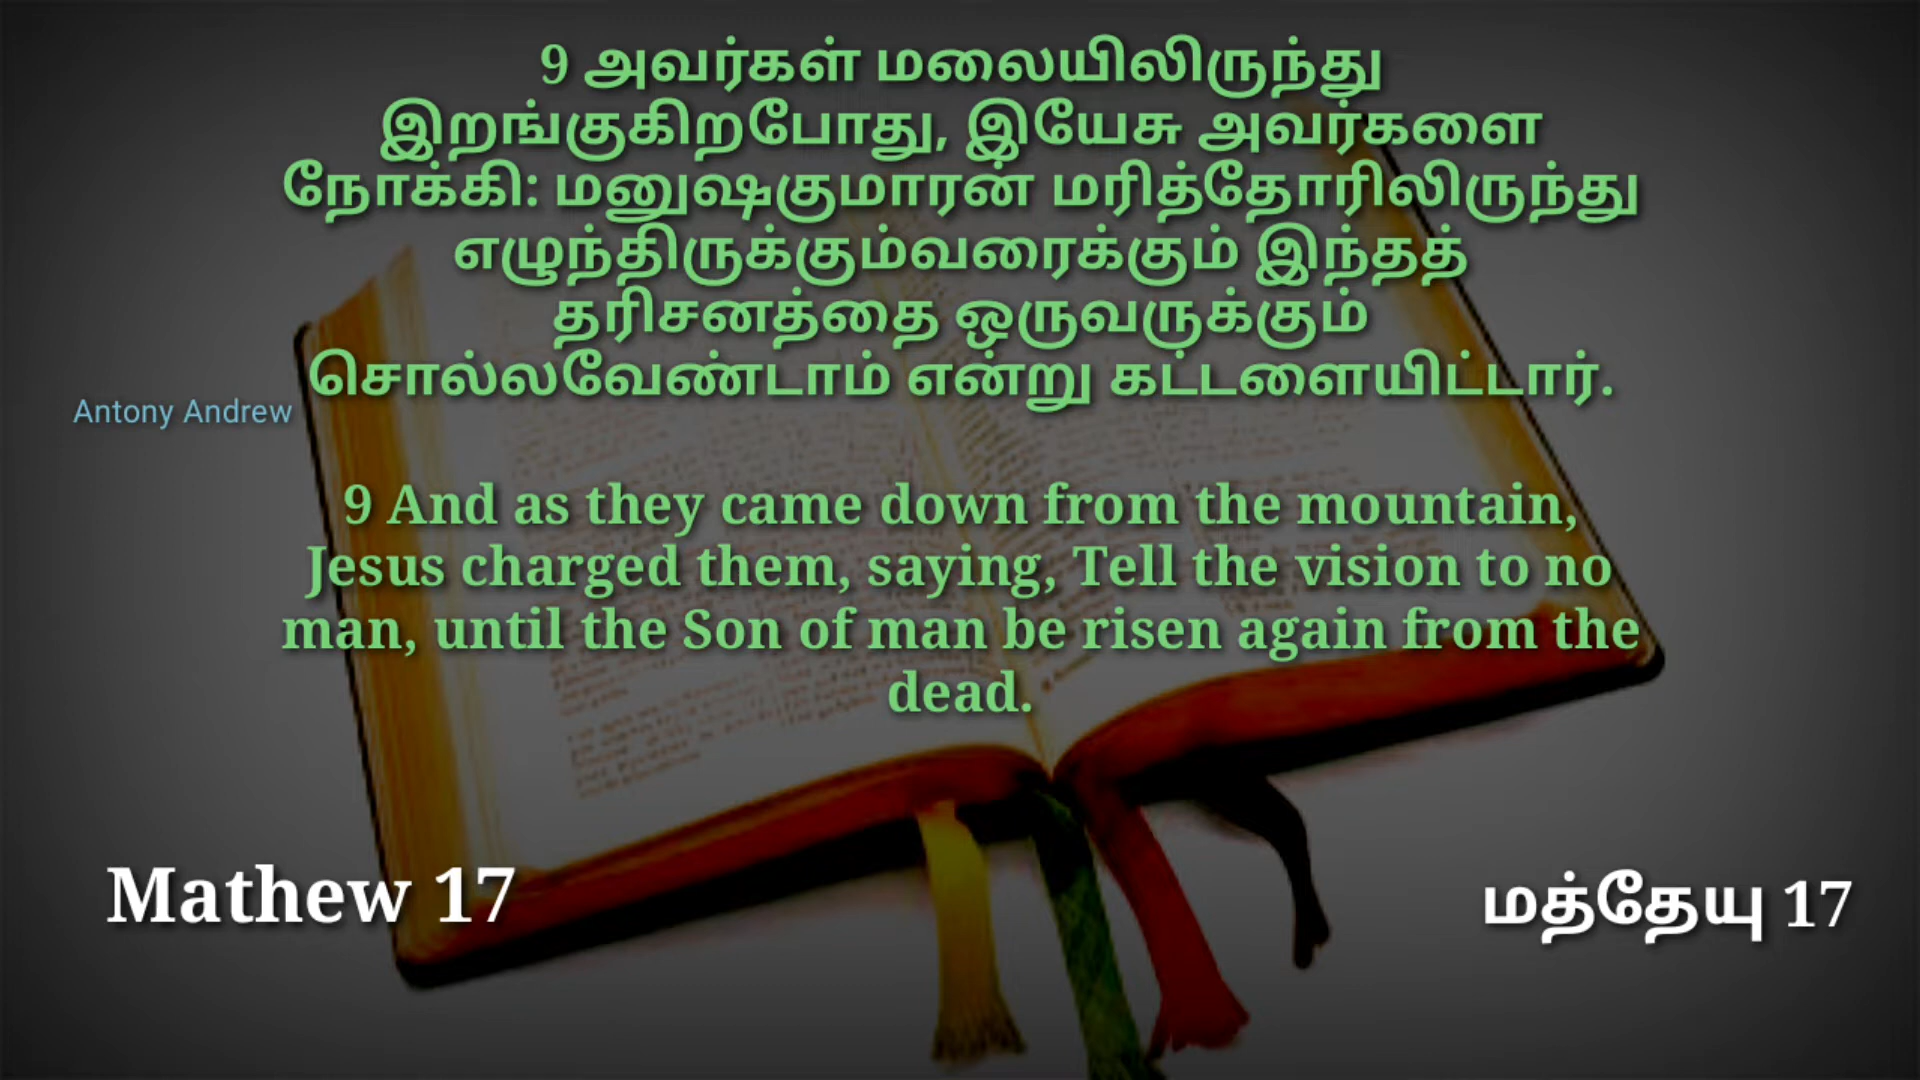 9 அவர்கள் மலையிலிருந்து
இறங்குகிறபோது, இயேசு அவர்களை
நோக்கி: மனுஷகுமாரன் மரித்தோரிலிருந்து
எழுந்திருக்கும்வரைக்கும் இந்தத்
தரிசனத்தை ஒருவருக்கும்
சொல்லவேண்டாம் என்று கட்டளையிட்டார்.
Antony Andrew
9 And as they came down from the mountain,
Jesus charged them, saying, Tell the vision to no
man, until the Son of man be risen again from the
dead.
Mathew 17
மத்தேயு 17